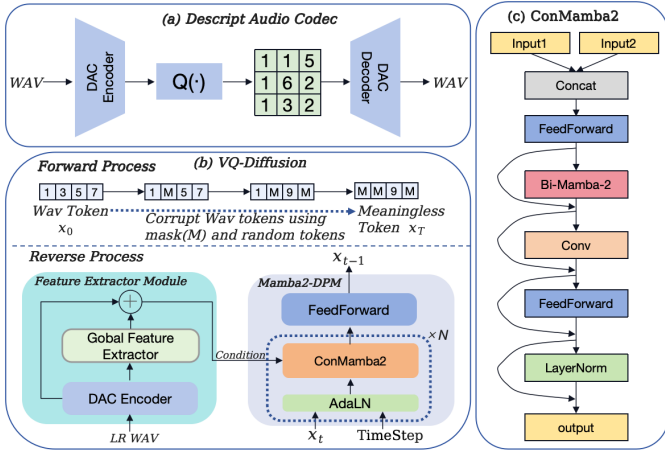 (a) Descript Audio Codec
WAV
DAC
Encoder
Q(·)
1 1 5
1 6 2
1 3 2
DAC
Decoder
WAV
(b) VQ-Diffusion
Forward Process
1 3 5 7
1 M 5 7
1 M 9 M
M M 9 M
Wav Token
x0
Corrupt Wav tokens using
mask(M) and random tokens
Meaningless
Token xT
Reverse Process
Feature Extractor Module
+
Gobal Feature
Extractor
DAC Encoder
LR WAV
Condition
xt−1
Mamba2-DPM
FeedForward
×N
ConMamba2
AdaLN
xt
TimeStep
(c) ConMamba2
Input1
Input2
Concat
FeedForward
Bi-Mamba-2
Conv
FeedForward
LayerNorm
output